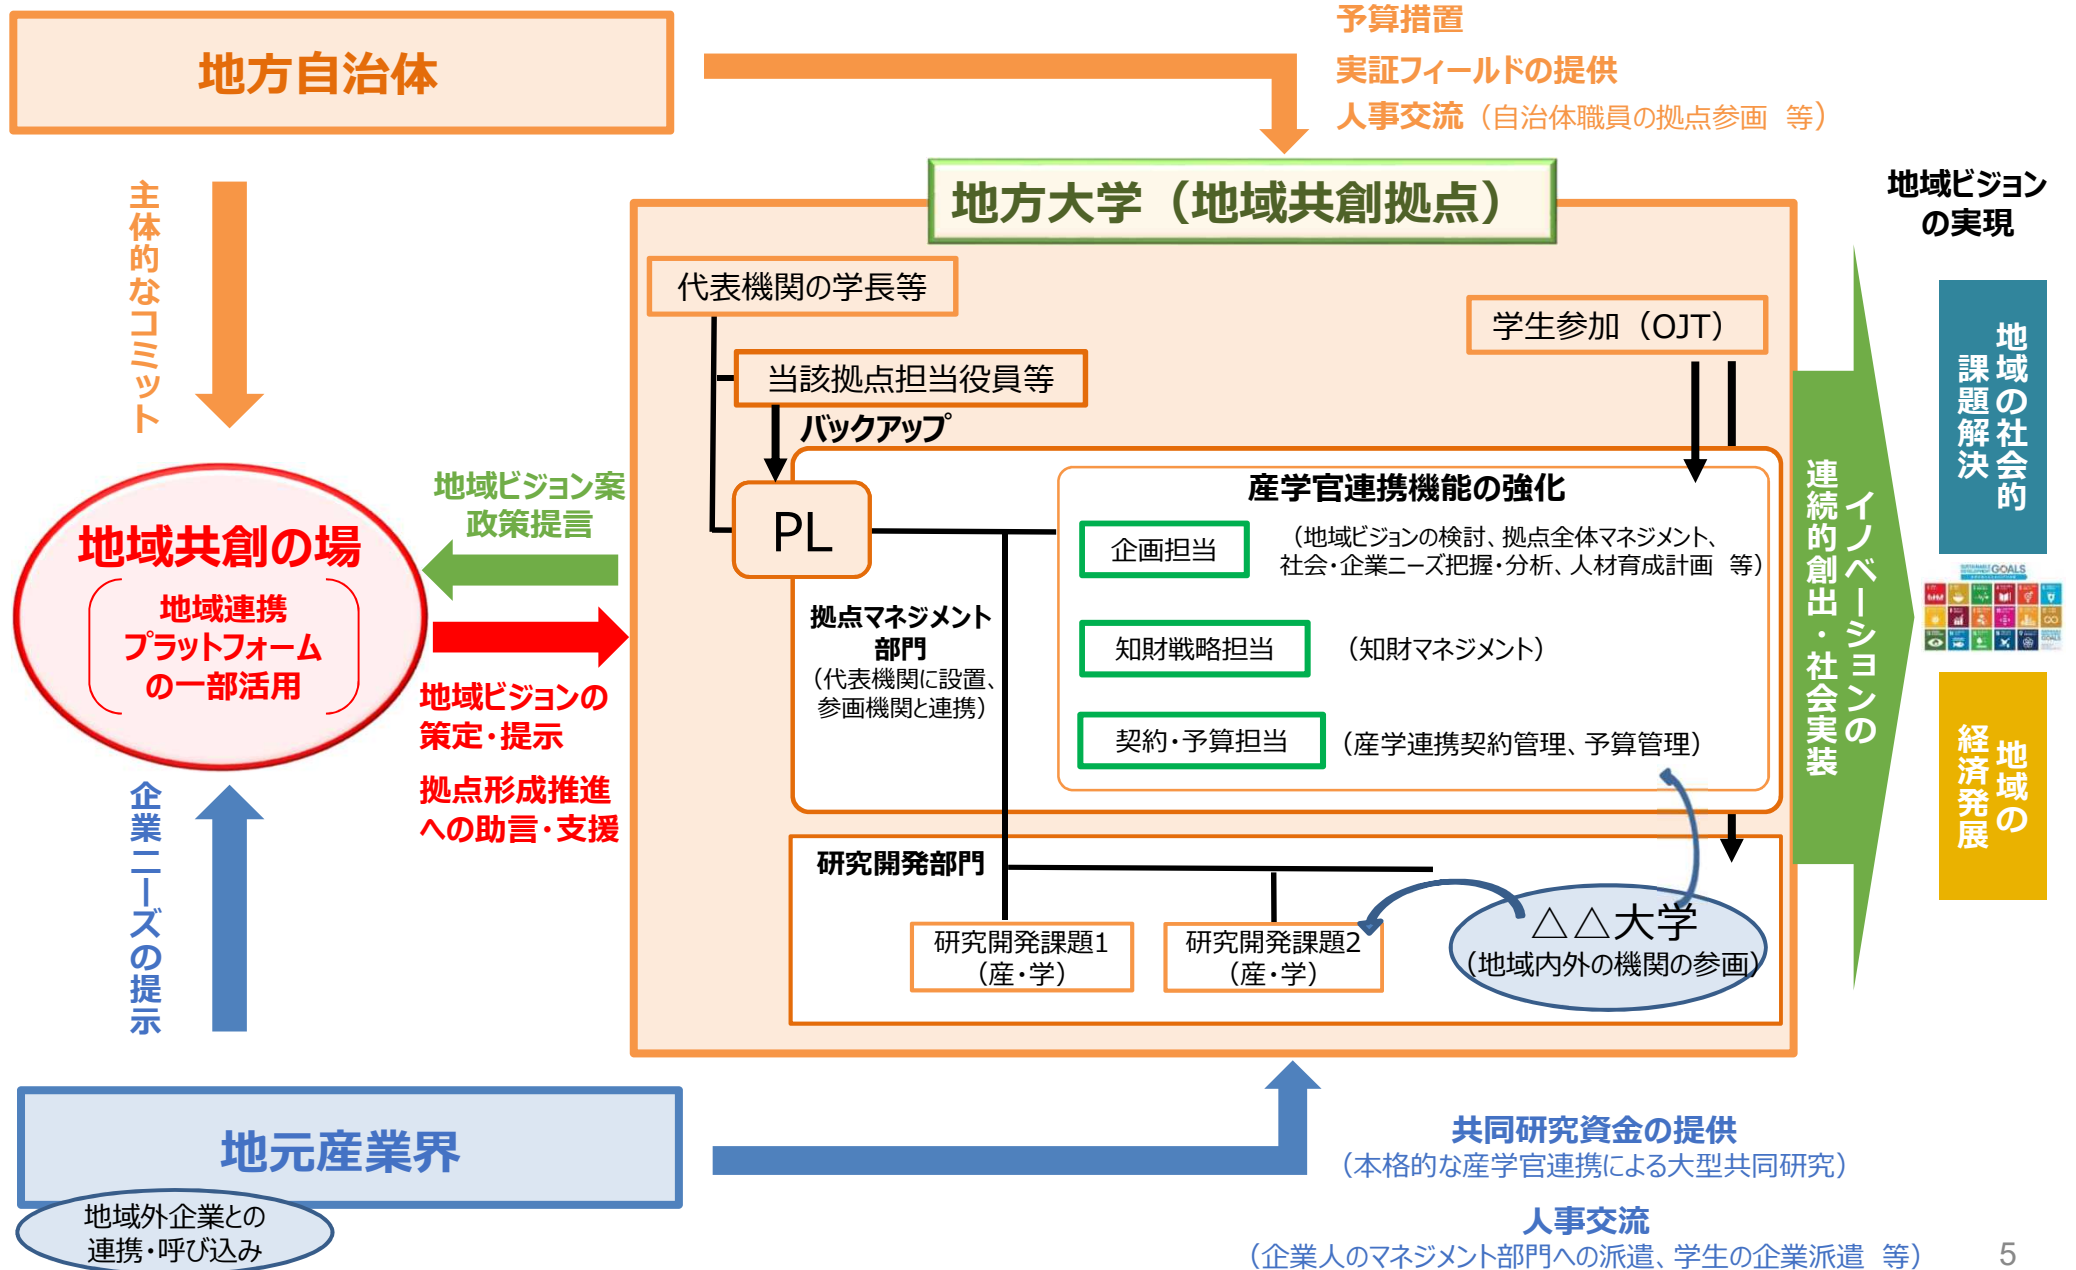 地方自治体
予算措置
実証フィールドの提供
人事交流（自治体職員の拠点参画　等）
主体的なコミット
地方大学（地域共創拠点）
地域ビジョン
の実現
代表機関の学長等
学生参加（OJT）
当該拠点担当役員等
バックアップ
PL
産学官連携機能の強化
企画担当
（地域ビジョンの検討、拠点全体マネジメント、
社会・企業ニーズ把握・分析、人材育成計画　等）
知財戦略担当
（知財マネジメント）
契約・予算担当
（産学連携契約管理、予算管理）
拠点マネジメント
部門
（代表機関に設置、
参画機関と連携）
地域ビジョン案
政策提言
地域共創の場
地域連携
プラットフォーム
の一部活用
地域ビジョンの
策定・提示
拠点形成推進
への助言・支援
企業ニーズの提示
研究開発部門
研究開発課題1
（産・学）
研究開発課題2
（産・学）
△△大学
（地域内外の機関の参画）
イノベーションの
連続的創出・社会実装
地域の社会的
課題解決
GOALS
地域の
経済発展
地元産業界
地域外企業との
連携・呼び込み
共同研究資金の提供
（本格的な産学官連携による大型共同研究）
人事交流
（企業人のマネジメント部門への派遣、学生の企業派遣　等）
5